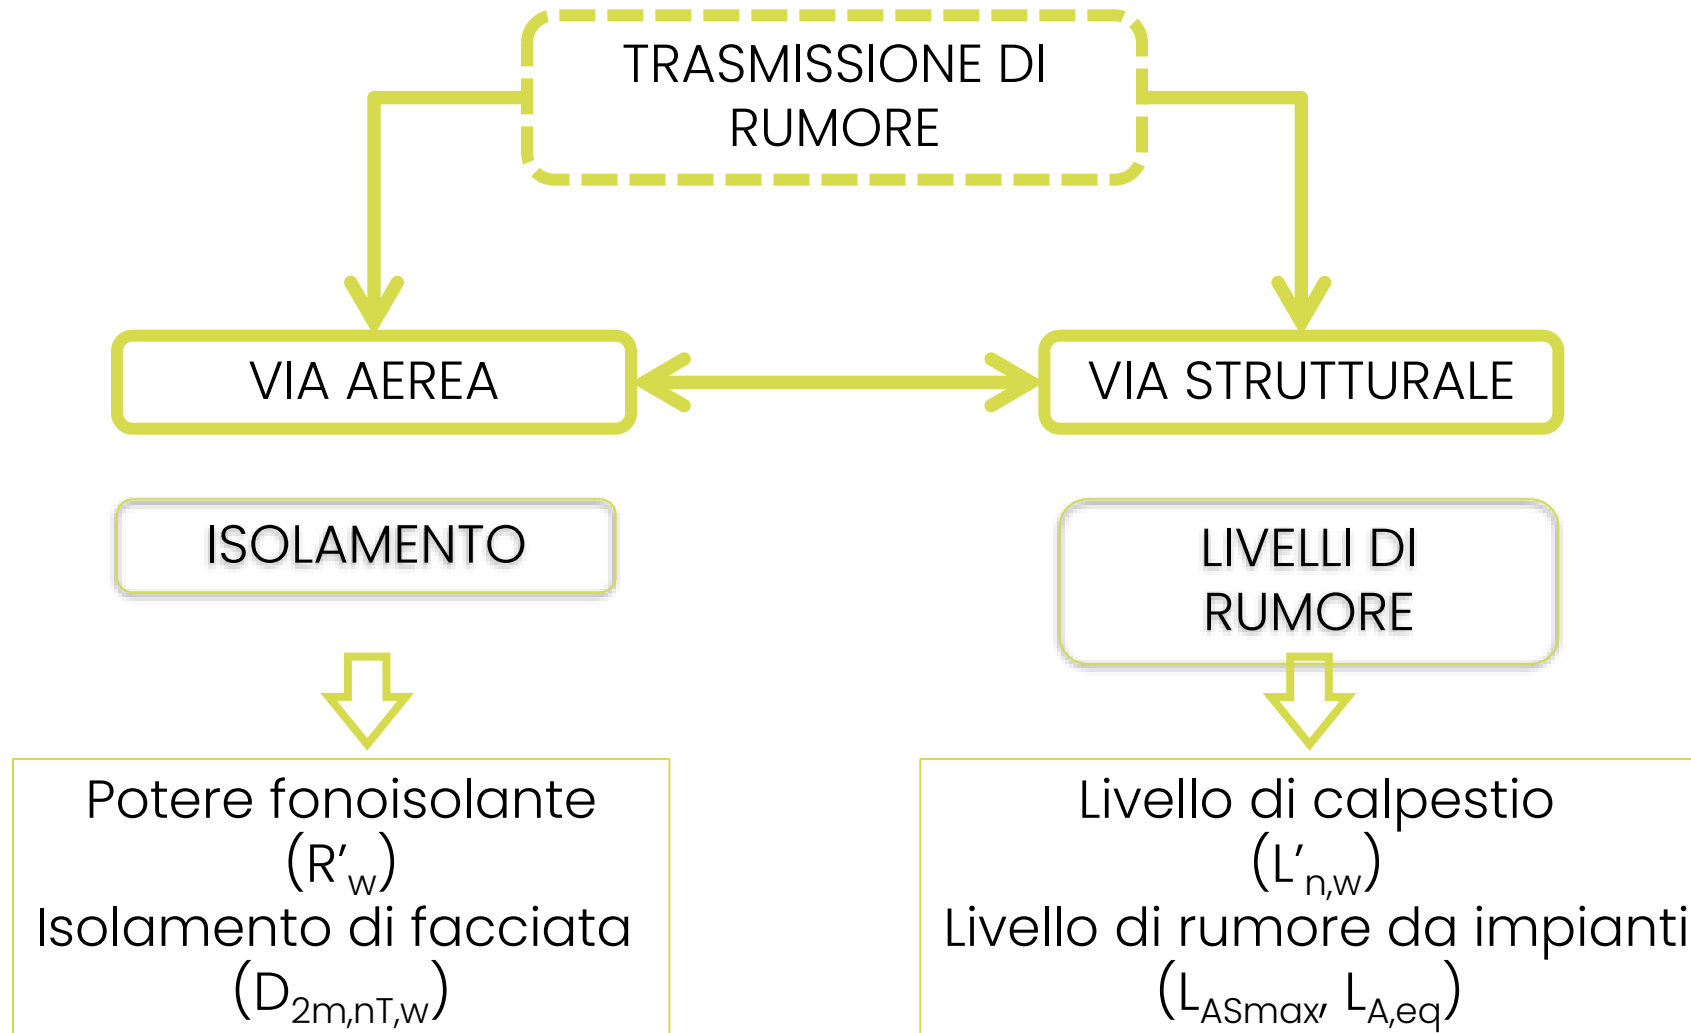 TRASMISSIONE DI
RUMORE
VIA AEREA
VIA STRUTTURALE
ISOLAMENTO
LIVELLI DI
RUMORE
Potere fonoisolante
(R’w)
Isolamento di facciata
(D2m,nT,w)
Livello di calpestio
(L’n,w)
Livello di rumore da impianti
(LASmax, LA,eq)